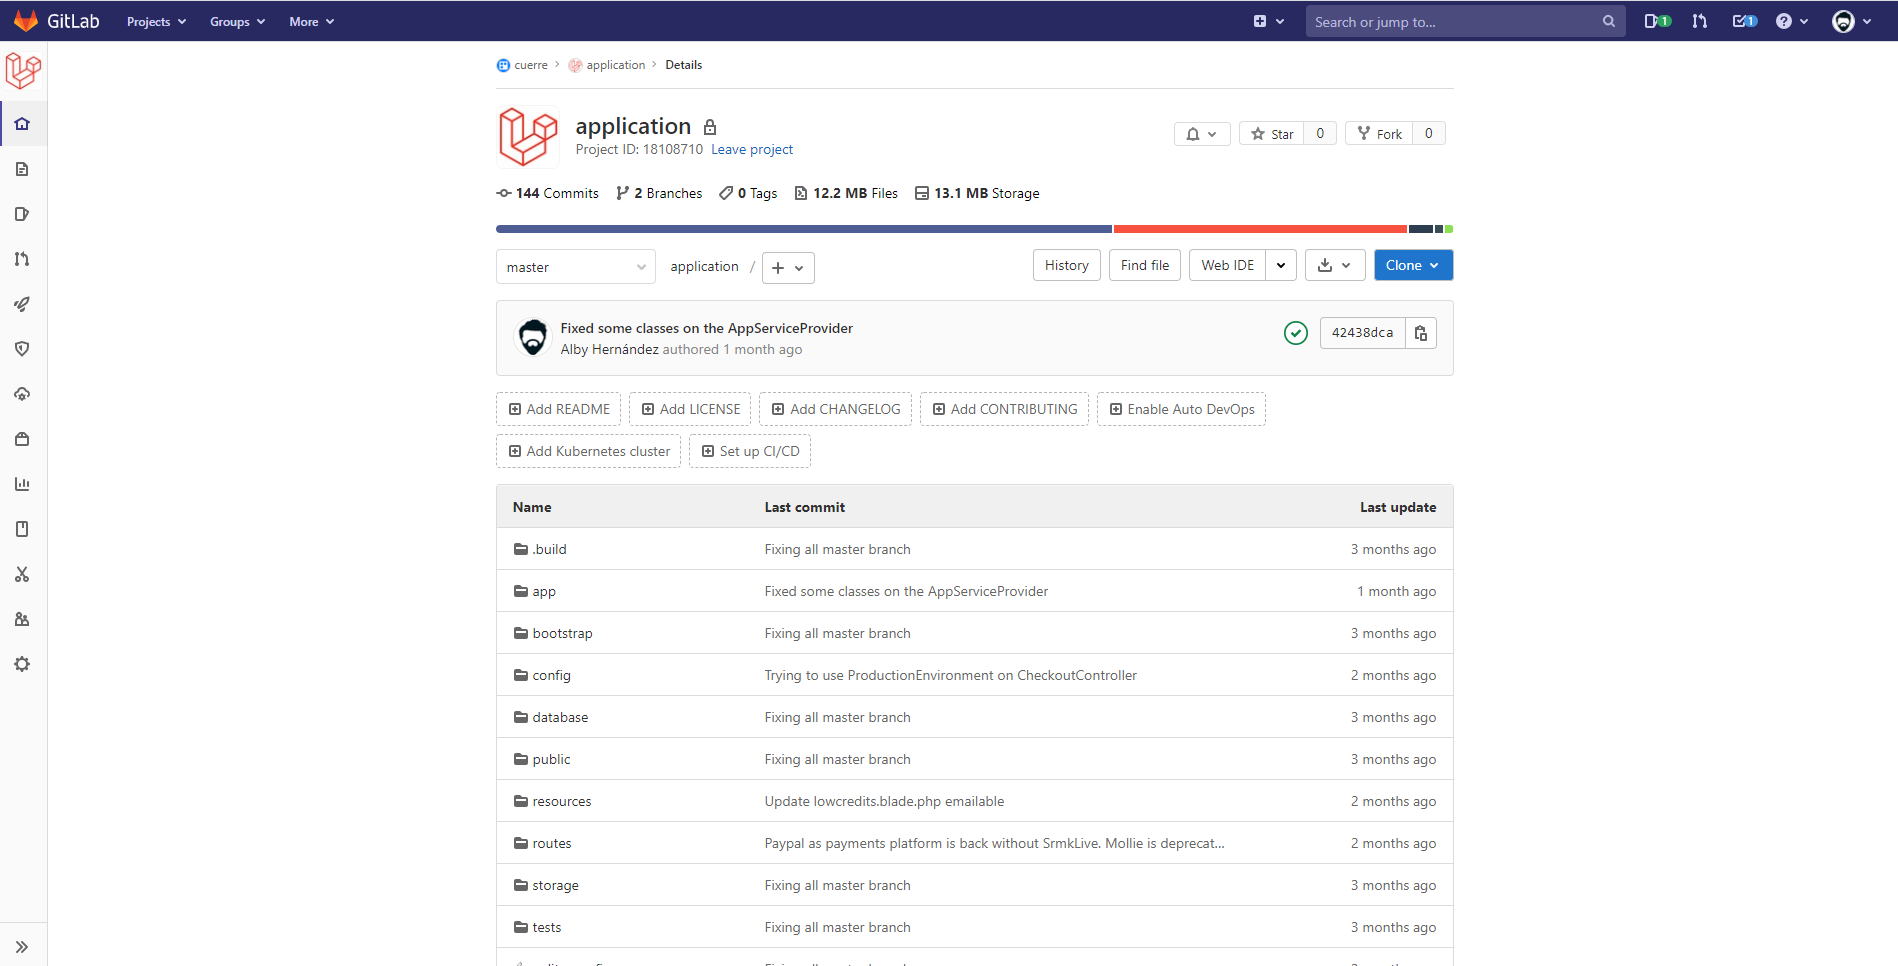 GitLab Projects Groups More Search or jump to... 1 1
cuerre > application > Details
application
Project ID: 18108710 Leave project
Star 0 Fork 0
144 Commits 2 Branches 0 Tags 12.2 MB Files 13.1 MB Storage
master application / History Find file Web IDE Clone
Fixed some classes on the AppServiceProvider
Alby Hernández authored 1 month ago
42438dca
Add README Add LICENSE Add CHANGELOG Add CONTRIBUTING Enable Auto DevOps
Add Kubernetes cluster Set up CI/CD
Name Last commit Last update
.build Fixing all master branch 3 months ago
app Fixed some classes on the AppServiceProvider 1 month ago
bootstrap Fixing all master branch 3 months ago
config Trying to use ProductionEnvironment on CheckoutController 2 months ago
database Fixing all master branch 3 months ago
public Fixing all master branch 3 months ago
resources Update lowcredits.blade.php emailable 2 months ago
routes Paypal as payments platform is back without SrmkLive. Mollie is deprecat... 2 months ago
storage Fixing all master branch 3 months ago
tests Fixing all master branch 3 months ago